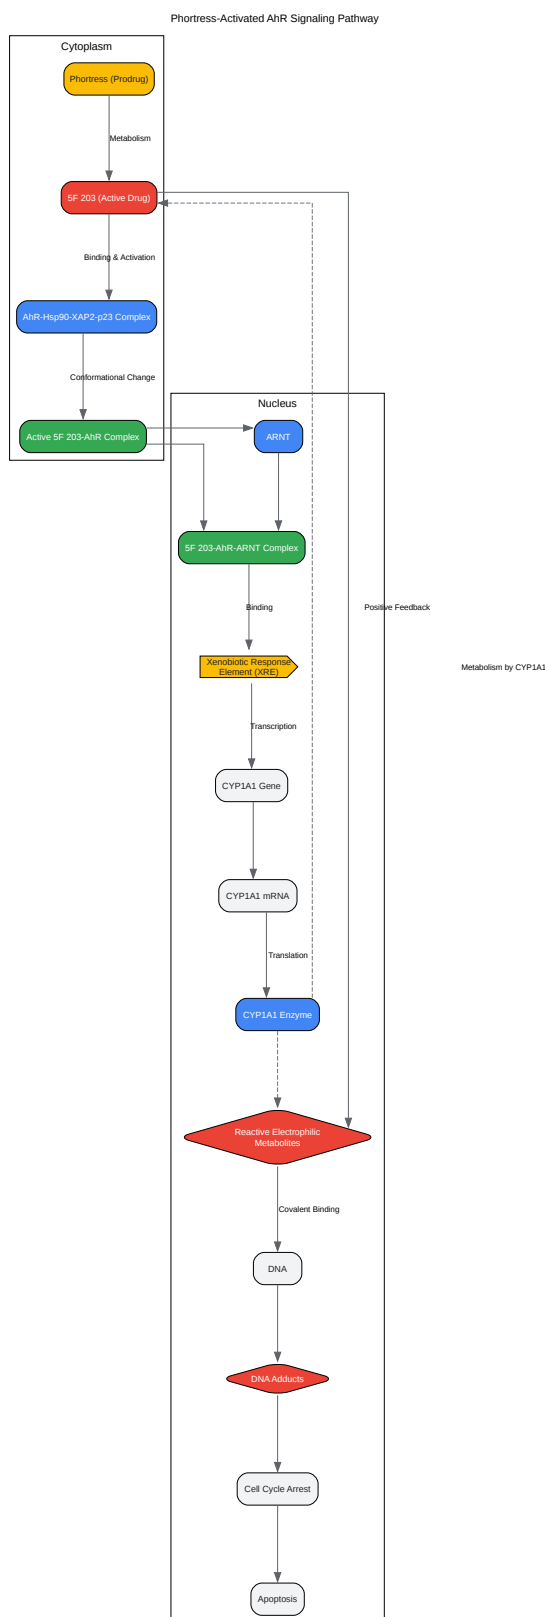 Phortress-Activated AhR Signaling Pathway
Cytoplasm
Phortress (Prodrug)
Metabolism
5F 203 (Active Drug)
Binding & Activation
AhR-Hsp90-XAP2-p23 Complex
Conformational Change
Nucleus
Active 5F 203-AhR Complex
ARNT
5F 203-AhR-ARNT Complex
Binding
Positive Feedback
Xenobiotic Response
Element (XRE)
Metabolism by CYP1A1
Transcription
CYP1A1 Gene
CYP1A1 mRNA
Translation
CYP1A1 Enzyme
Reactive Electrophilic
Metabolites
Covalent Binding
DNA
DNA Adducts
Cell Cycle Arrest
Apoptosis